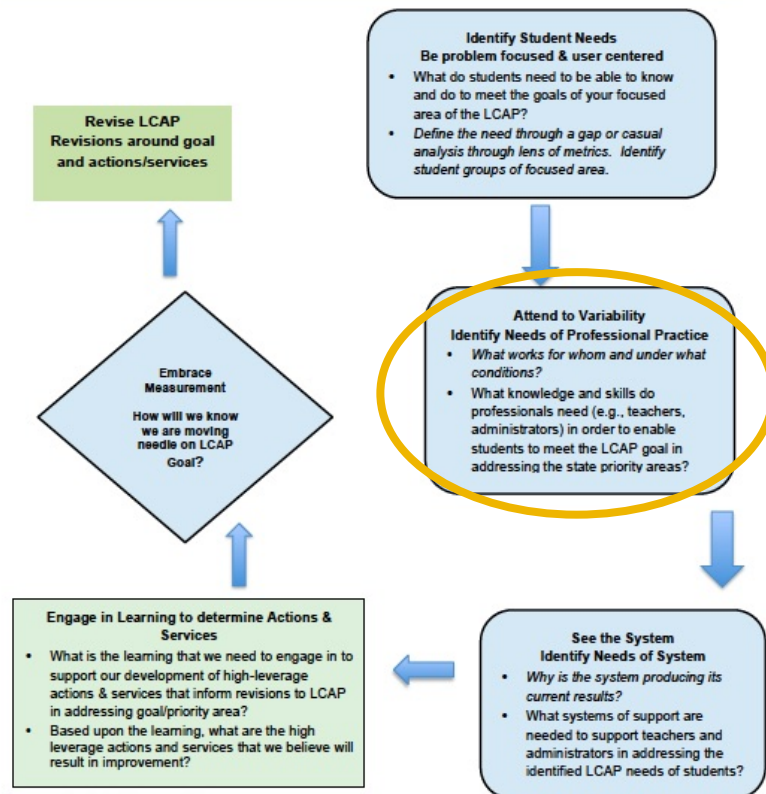 Identify Student Needs
Be problem focused & user centered
• What do students need to be able to know
and do to meet the goals of your focused
area of the LCAP?
• Define the need through a gap or casual
analysis through lens of metrics. Identify
student groups of focused area.
Attend to Variability
Identify Needs of Professional Practice
• What works for whom and under what
conditions?
• What knowledge and skills do
professionals need (e.g., teachers,
administrators) in order to enable
students to meet the LCAP goal in
addressing the state priority areas?
See the System
Identify Needs of System
• Why is the system producing its
current results?
• What systems of support are
needed to support teachers and
administrators in addressing the
identified LCAP needs of students?
Engage in Learning to determine Actions &
Services
• What is the learning that we need to engage in to
support our development of high-leverage
actions & services that inform revisions to LCAP
in addressing goal/priority area?
• Based upon the learning, what are the high
leverage actions and services that we believe will
result in improvement?
Embrace
Measurement
How will we know
we are moving
needle on LCAP
Goal?
Revise LCAP
Revisions around goal
and actions/services